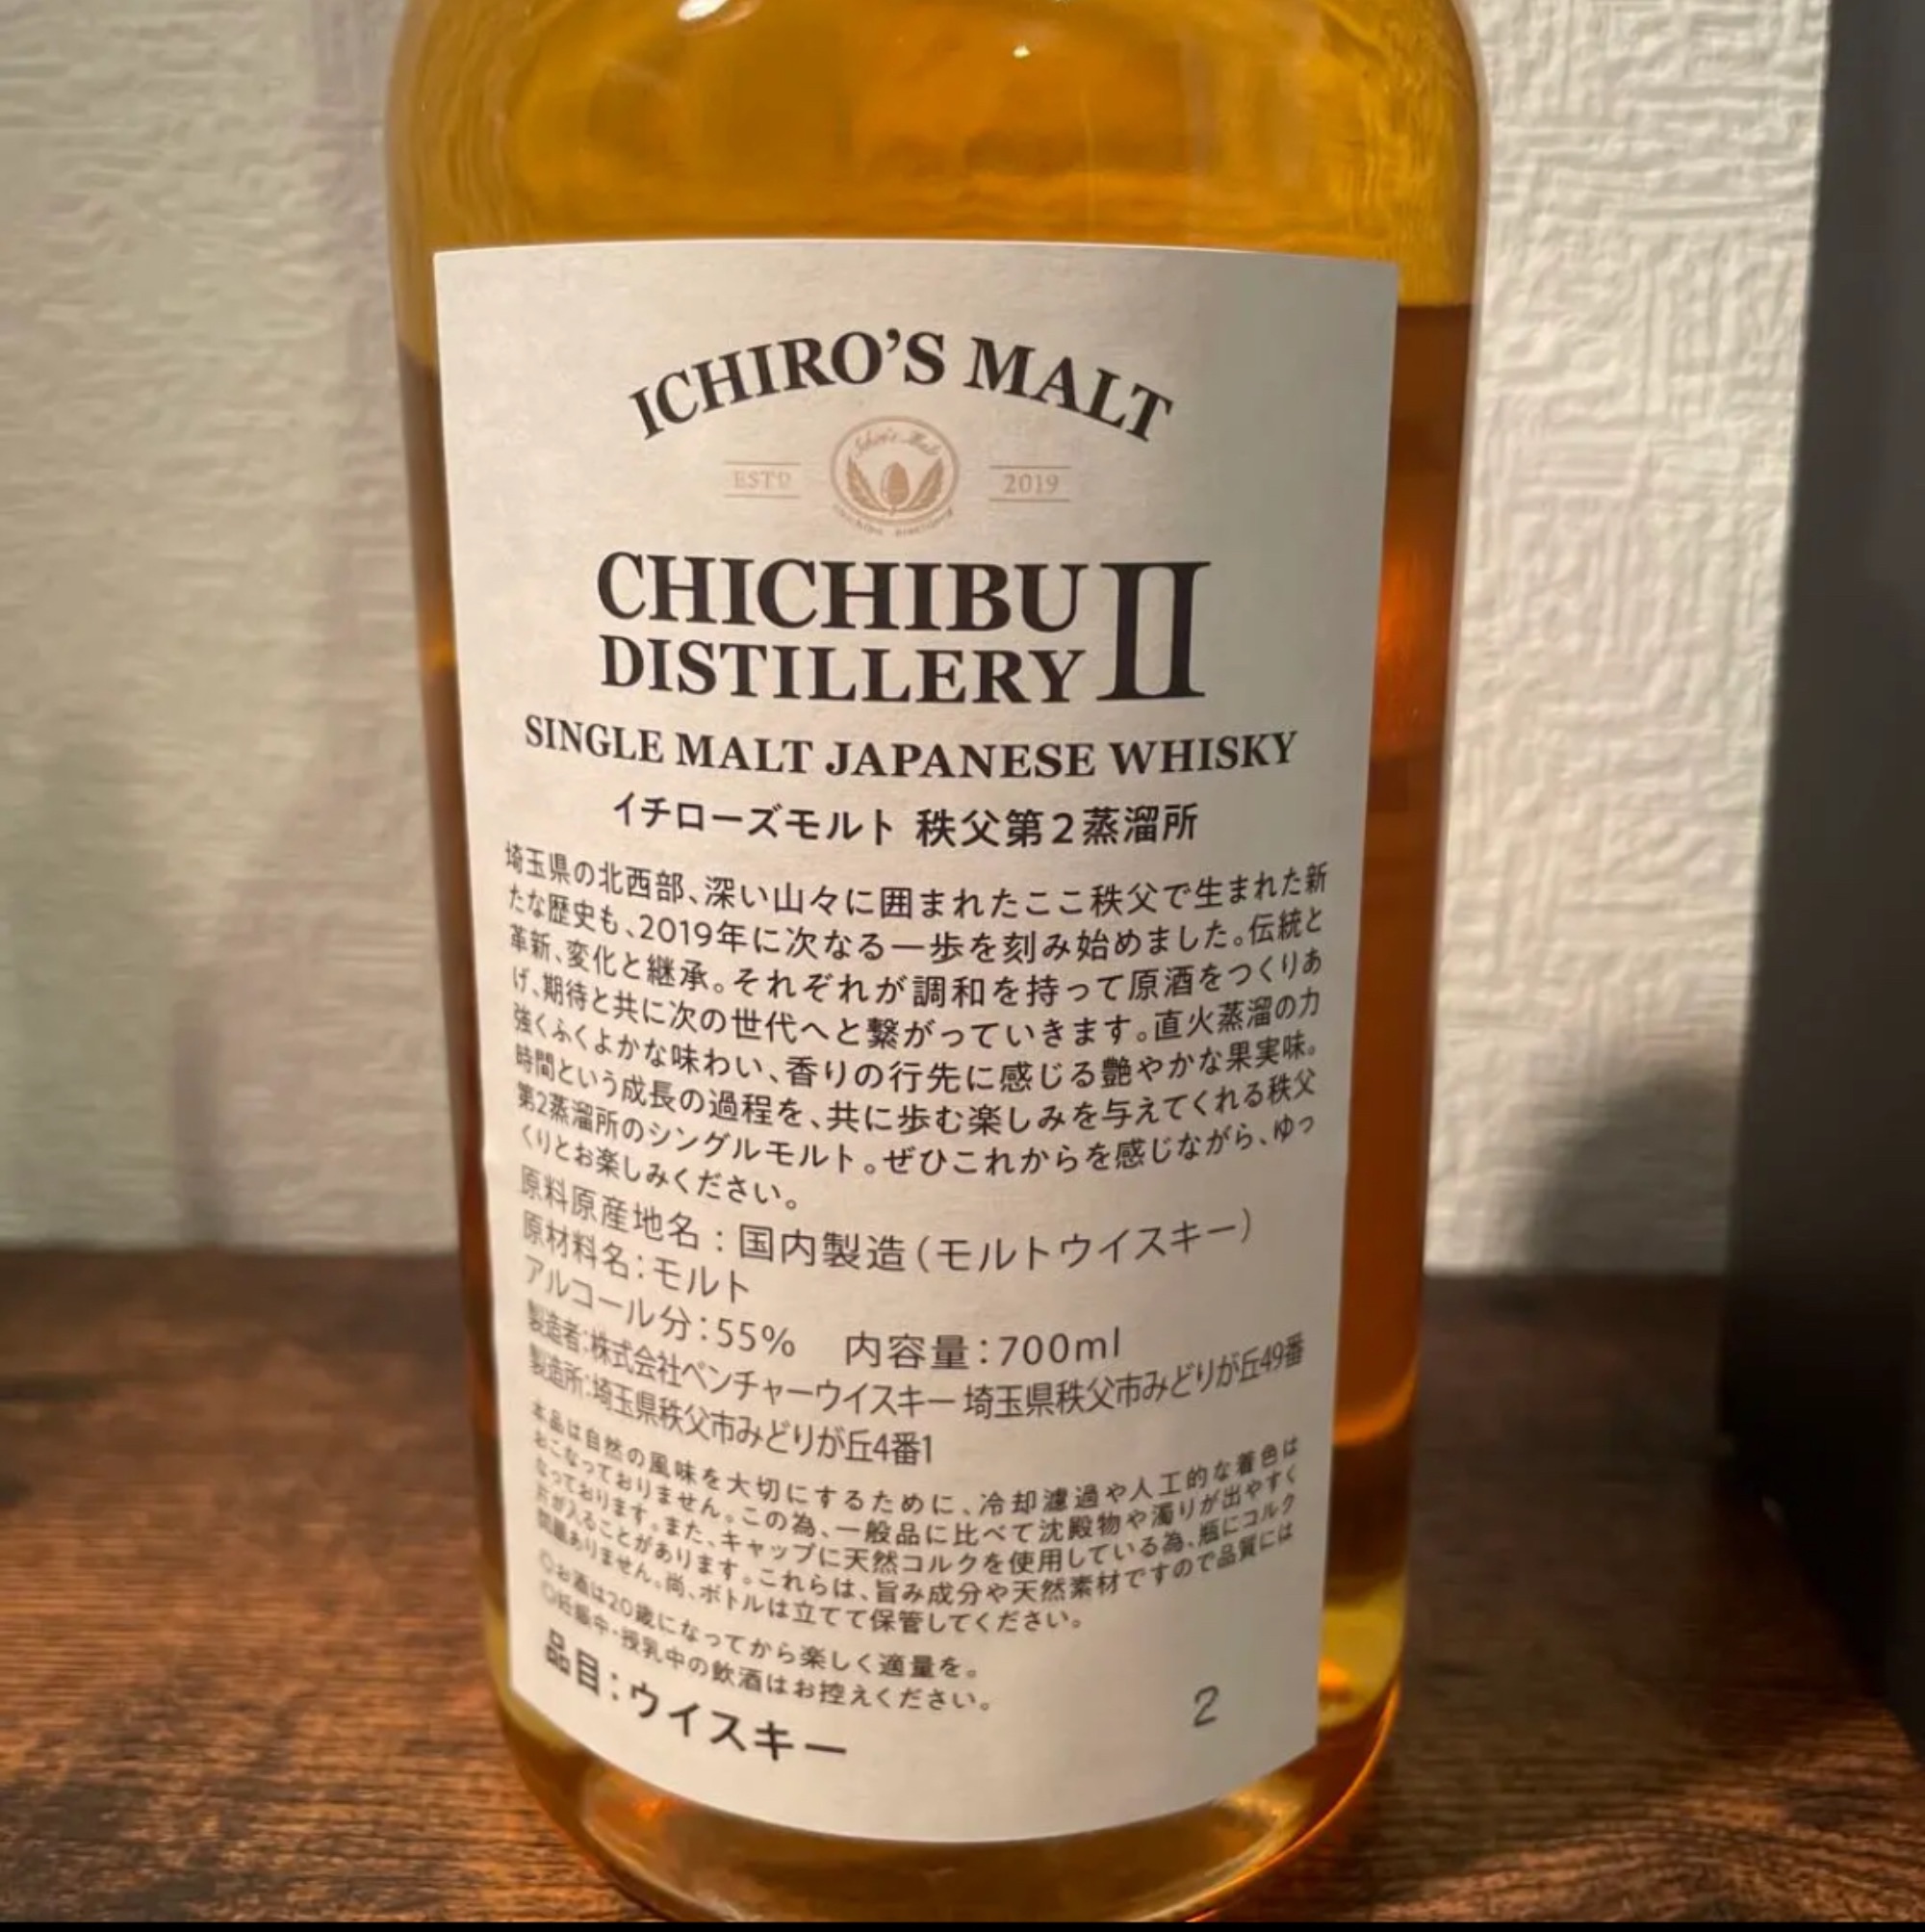 ICHIRO'S MALT
Ichiro's Malt
ESTD 2019
CHICHIBU
DISTILLERY II
SINGLE MALT JAPANESE WHISKY
イチローズモルト 秩父第2蒸溜所
埼玉県の北西部、深い山々に囲まれたここ秩父で生まれた新
たな歴史も、2019年に次なる一歩を刻み始めました。伝統と
革新、変化と継承。それぞれが調和を持って原酒をつくりあ
げ、期待と共に次の世代へと繋がっていきます。直火蒸溜の力
強くふくよかな味わい、香りの行先に感じる艶やかな果実味。
時間という成長の過程を、共に歩む楽しみを与えてくれる秩父
第2蒸溜所のシングルモルト。ぜひこれからを感じながら、ゆっ
くりとお楽しみください。
原料原産地名：国内製造（モルトウイスキー）
原材料名：モルト
アルコール分：55% 内容量：700ml
製造者：株式会社ベンチャーウイスキー 埼玉県秩父市みどりが丘49番
製造所：埼玉県秩父市みどりが丘4番1
本品は自然の風味を大切にするために、冷却濾過や人工的な着色は
おこなっておりません。この為、一般品に比べて沈殿物や濁りが出やすく
なっております。また、キャップに天然コルクを使用している為、瓶にコルク
片が入ることがあります。これらは、旨み成分や天然素材ですので品質には
問題ありません。尚、ボトルは立てて保管してください。
◎お酒は20歳になってから楽しく適量を。
◎妊娠中・授乳中の飲酒はお控えください。
品目：ウイスキー
2